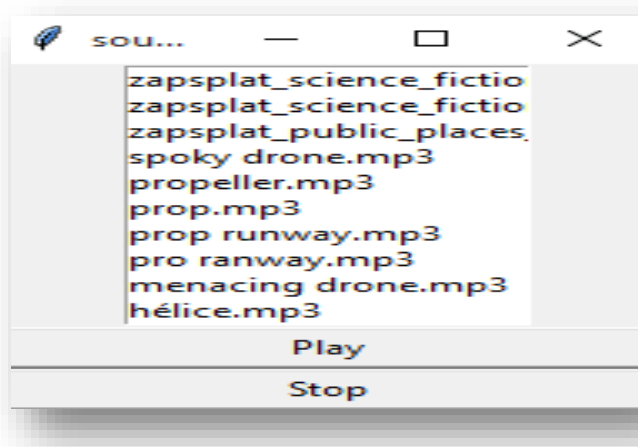 sou...
zapsplat_science_fictio
zapsplat_science_fictio
zapsplat_public_places_
spoky drone.mp3
propeller.mp3
prop.mp3
prop runway.mp3
pro ranway.mp3
menacing drone.mp3
hélice.mp3
Play
Stop